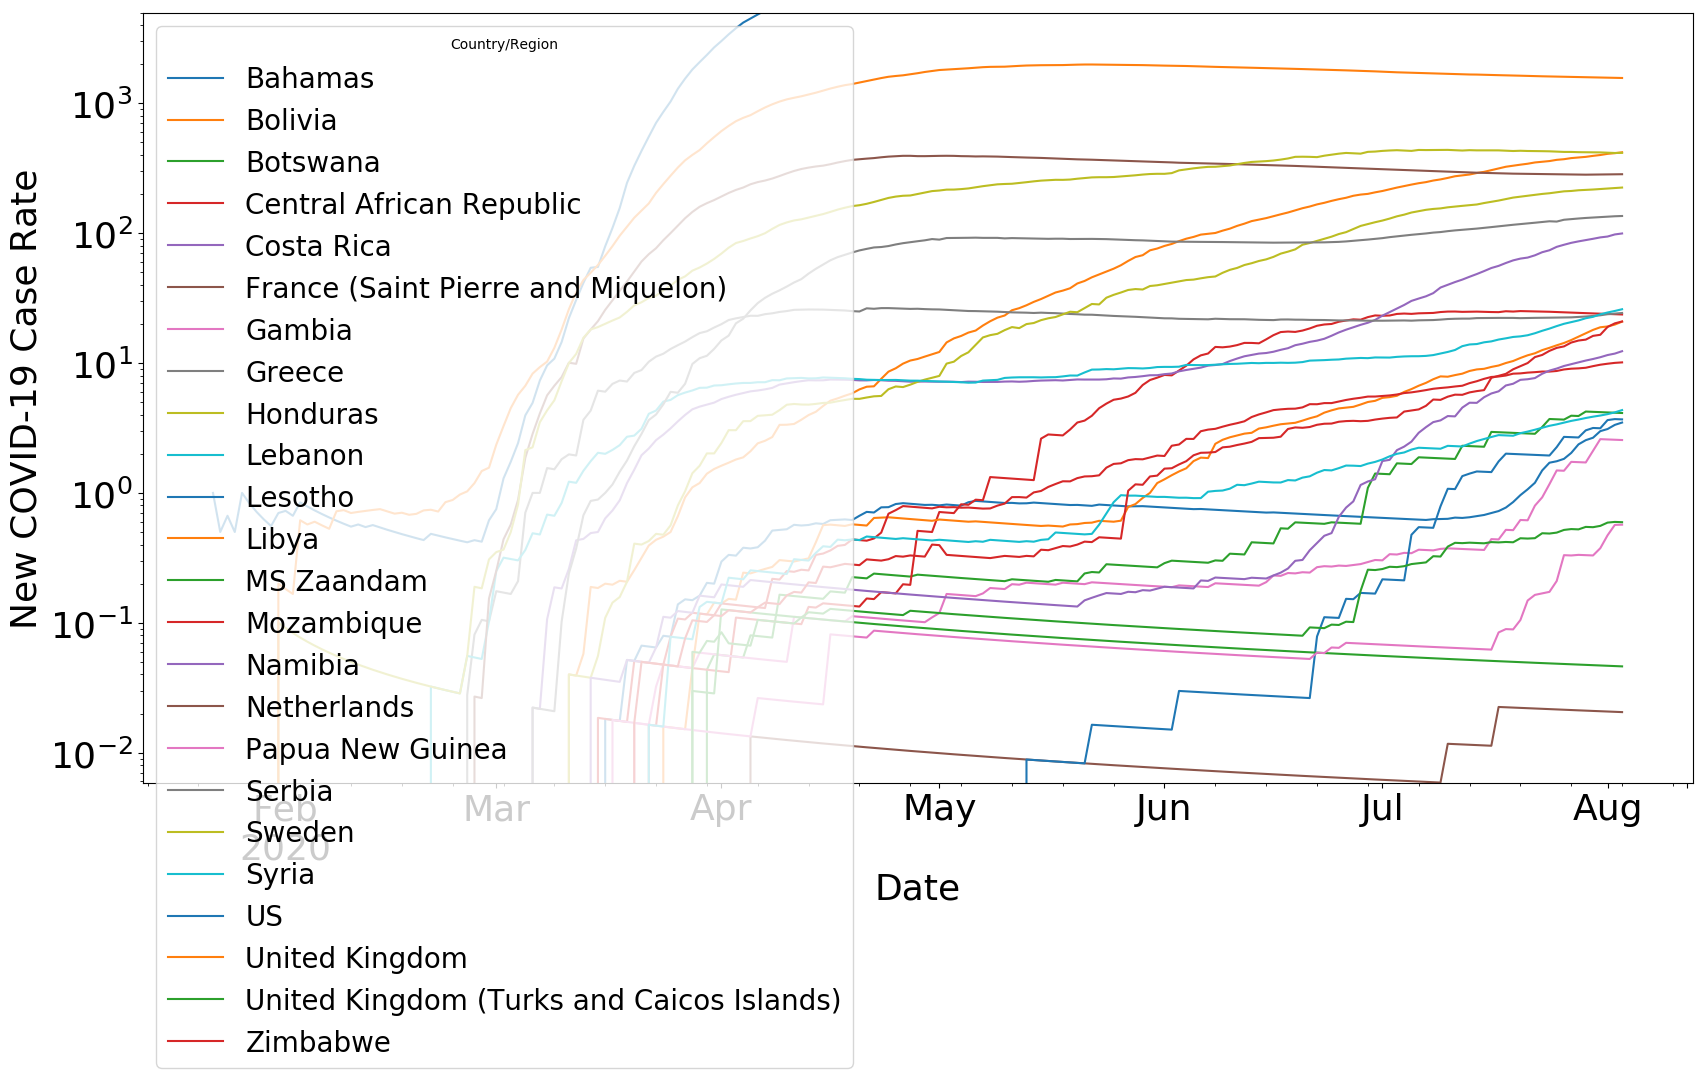 Country/Region
Bahamas
Bolivia
Botswana
Central African Republic
Costa Rica
France (Saint Pierre and Miquelon)
Gambia
Greece
Honduras
Lebanon
Lesotho
Libya
MS Zaandam
Mozambique
Namibia
Netherlands
Papua New Guinea
Serbia
Sweden
Syria
US
United Kingdom
United Kingdom (Turks and Caicos Islands)
Zimbabwe
New COVID-19 Case Rate
10³
10²
10¹
10⁰
10⁻¹
10⁻²
Feb Mar Apr May Jun Jul Aug
2020
Date